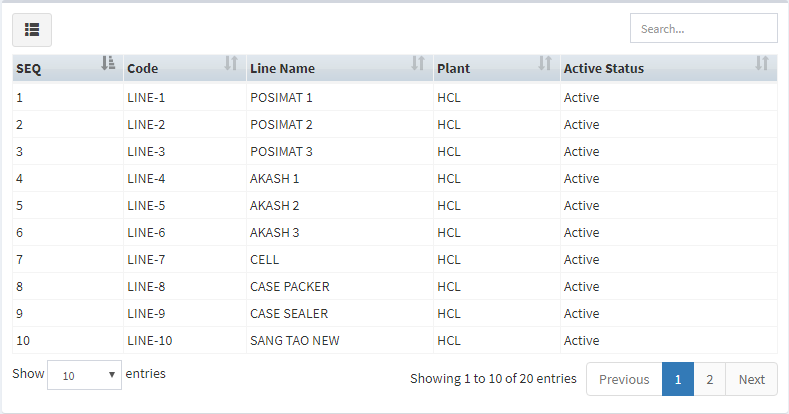 Search...
SEQ Code Line Name Plant Active Status
1 LINE-1 POSIMAT 1 HCL Active
2 LINE-2 POSIMAT 2 HCL Active
3 LINE-3 POSIMAT 3 HCL Active
4 LINE-4 AKASH 1 HCL Active
5 LINE-5 AKASH 2 HCL Active
6 LINE-6 AKASH 3 HCL Active
7 LINE-7 CELL HCL Active
8 LINE-8 CASE PACKER HCL Active
9 LINE-9 CASE SEALER HCL Active
10 LINE-10 SANG TAO NEW HCL Active
Show 10 entries Showing 1 to 10 of 20 entries Previous 1 2 Next